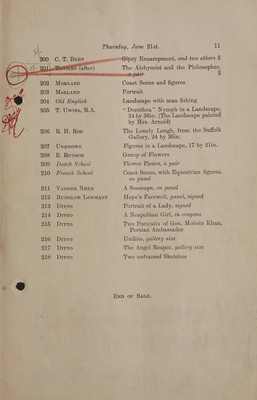 Thursday, June 21st. 11
200 C. T. Burt Gipsy Encampment, and two others 3
201 Teniers (after) The Alchymist and the Philosopher,
a pair 2
202 Morland Coast Scene and figures
203 Morland Portrait
204 Old English Landscape with man fishing
205 T. Uwins, R.A. "Dorothea" Nymph in a Landscape,
24 by 36in. (The Landscape painted
by Mrs. Arnold)
206 R. H. Roe The Lonely Lough, from the Suffolk
Gallery, 24 by 36in.
207 Unknown Figures in a Landscape, 17 by 21in.
208 E. Group of Flowers
209 Dutch School Flower Pieces, a pair
210 French School Coast Scene, with Equestrian figures,
on panel
211 Vander Neer A Seascape, on panel
212 Rudolph Lehmann Hope's Farewell, panel, signed
213 Ditto Portrait of a Lady, signed
214 Ditto A Neapolitan Girl, in crayons
215 Ditto Two Portraits of Gen. Mohsin Khan,
Persian Ambassador
216 Ditto Undine, gallery size
217 Ditto The Angel Reaper, gallery size
218 Ditto Two unframed Sketches
End of Sale.